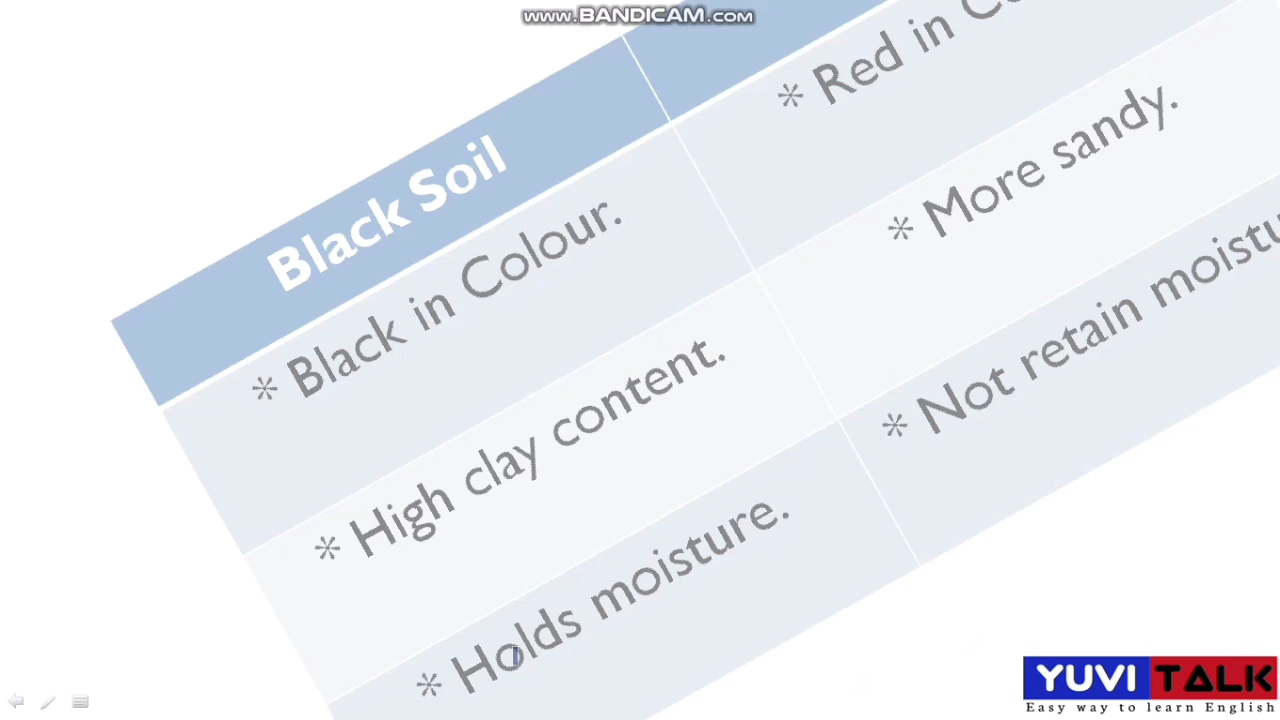 www.BANDICAM.com
Black Soil
* Black in Colour.
* Red in
* High clay content.
* More sandy.
* Holds moisture.
* Not retain
YUVI TALK
Easy way to learn English